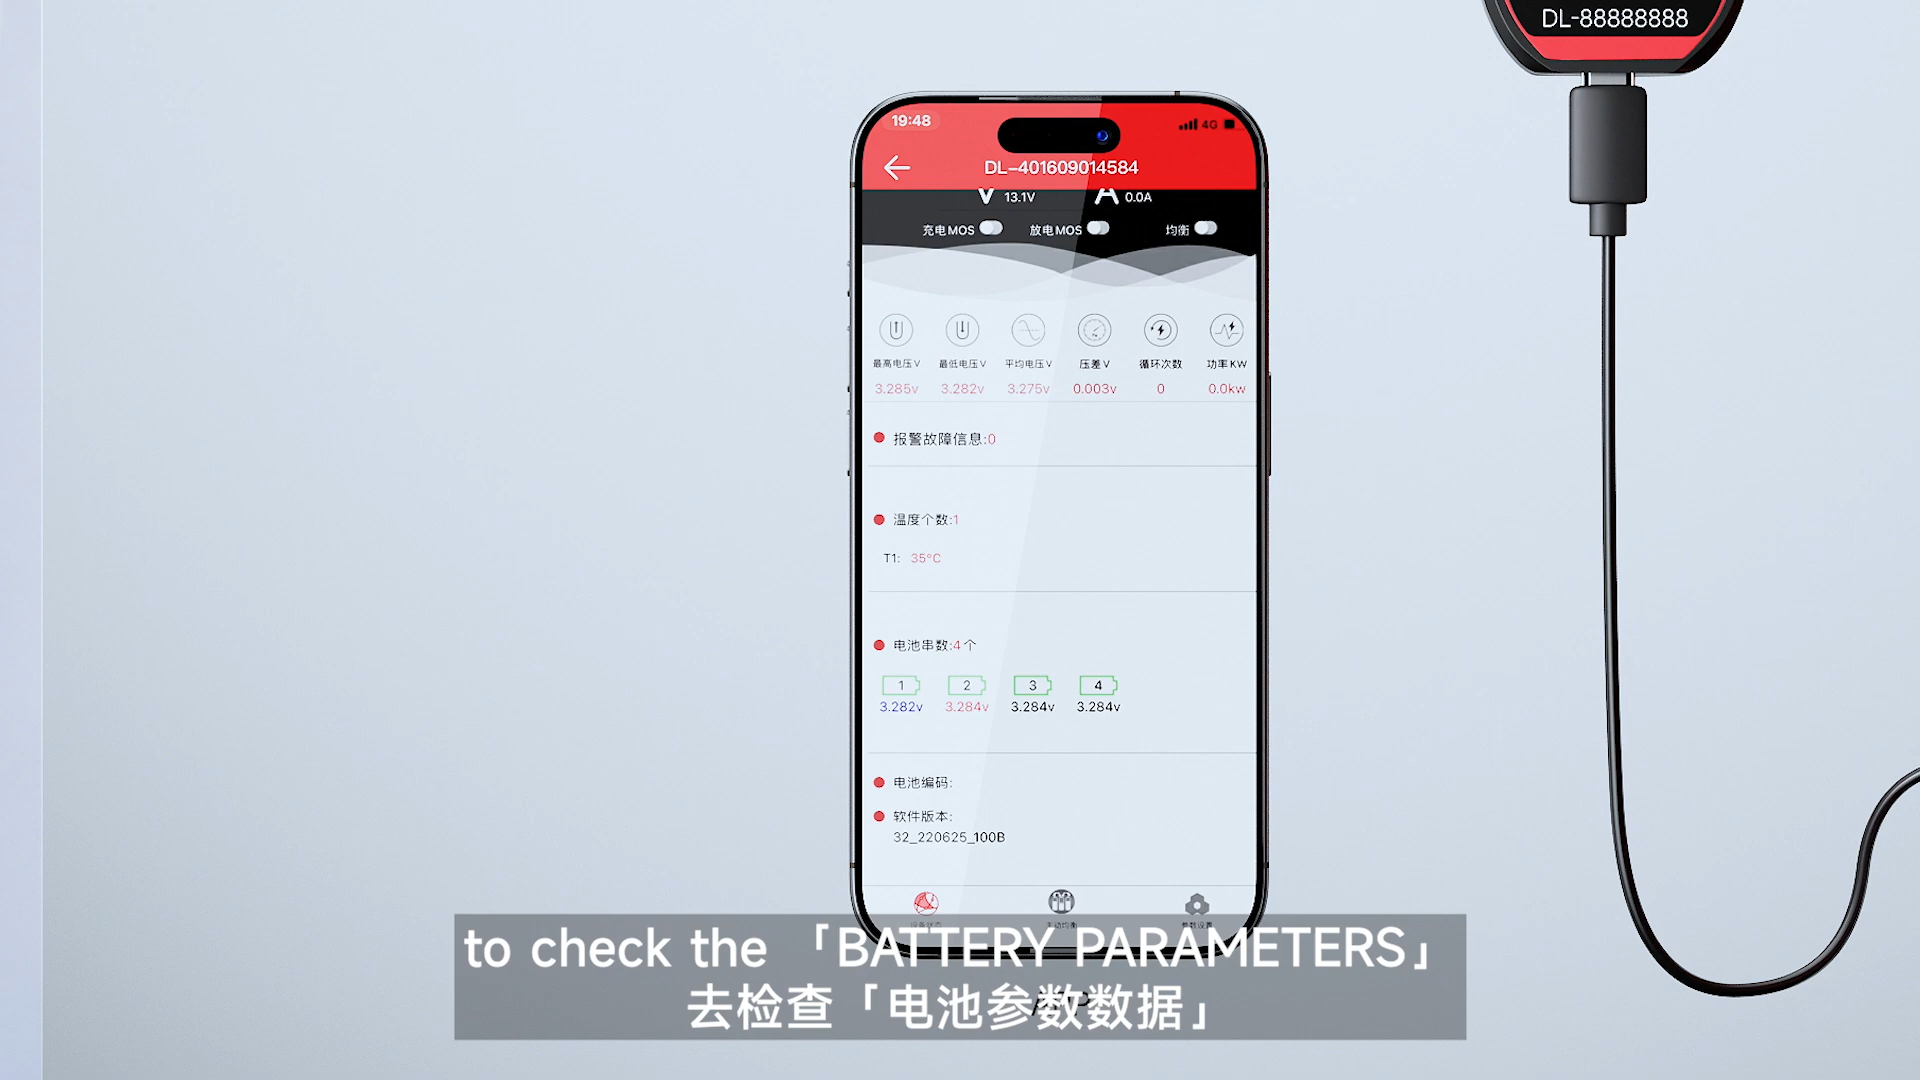 DL-88888888
19:48
4G
DL-401609014584
13.1V
0.0A
充电MOS
放电MOS
均衡
最高电压V
最低电压V
平均电压V
压差V
循环次数
功率KW
3.285v
3.282v
3.275v
0.003v
0
0.0kw
报警故障信息:0
温度个数:1
T1: 35°C
电池串数:4个
1
2
3
4
3.282v
3.284v
3.284v
3.284v
电池编码:
软件版本:
32_220625_100B
参数设置
to check the 「BATTERY PARAMETERS」
去检查「电池参数数据」